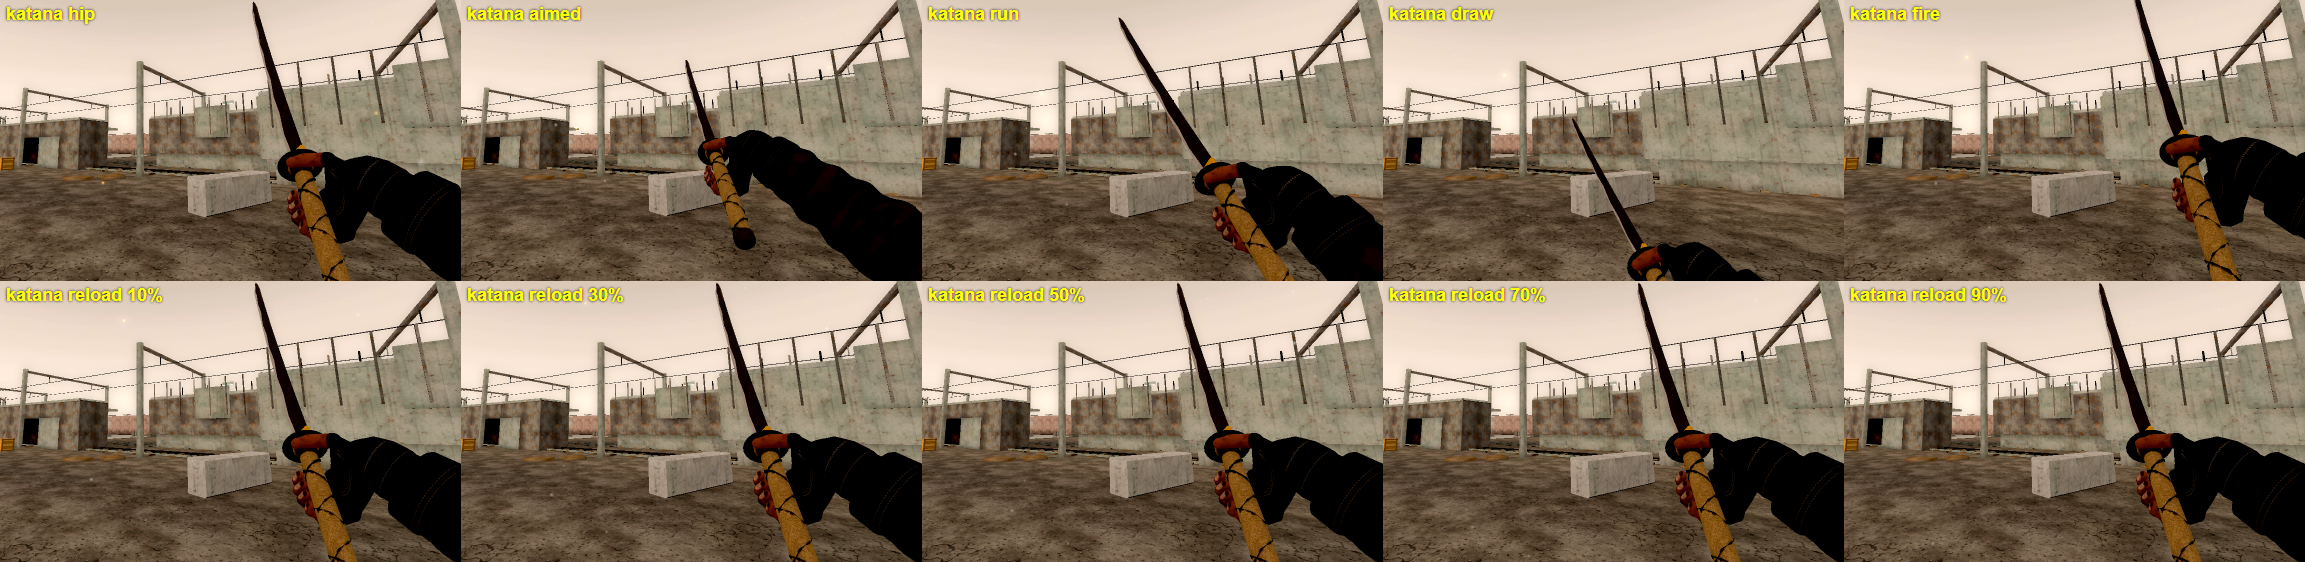 katana hip
katana aimed
katana run
katana draw
katana fire
katana reload 10%
katana reload 30%
katana reload 50%
katana reload 70%
katana reload 90%